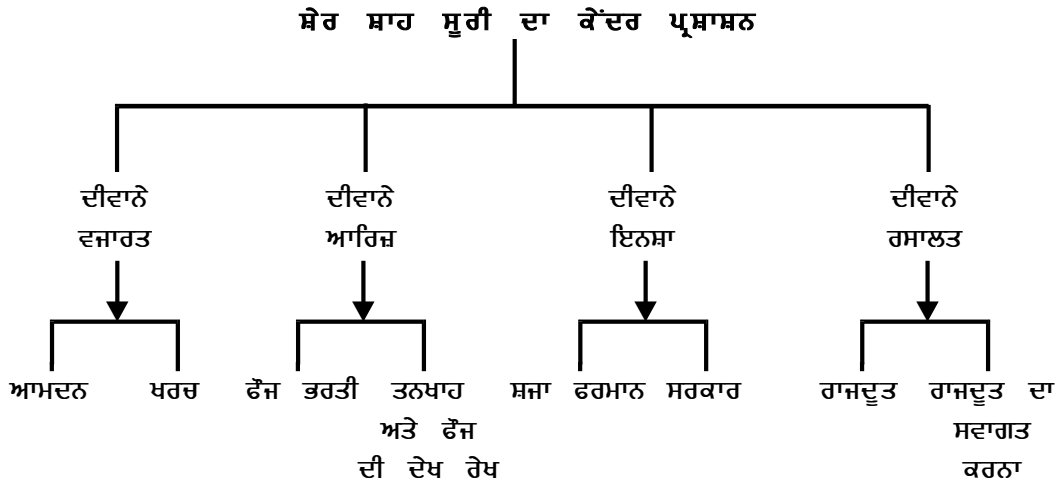 ਸ਼ੇਰ ਸ਼ਾਹ ਸੂਰੀ ਦਾ ਕੇਂਦਰ ਪ੍ਰਸ਼ਾਸ਼ਨ
ਦੀਵਾਨੇ ਦੀਵਾਨੇ ਦੀਵਾਨੇ ਦੀਵਾਨੇ
ਵਜਾਰਤ ਆਰਿਜ਼ ਇਨਸ਼ਾ ਰਸਾਲਤ
ਆਮਦਨ ਖਰਚ ਫੌਜ ਭਰਤੀ ਤਨਖਾਹ ਸ਼ਜਾ ਫਰਮਾਨ ਸਰਕਾਰ ਰਾਜਦੂਤ ਰਾਜਦੂਤ ਦਾ
ਅਤੇ ਫੌਜ ਸਵਾਗਤ
ਦੀ ਦੇਖ ਰੇਖ ਕਰਨਾ